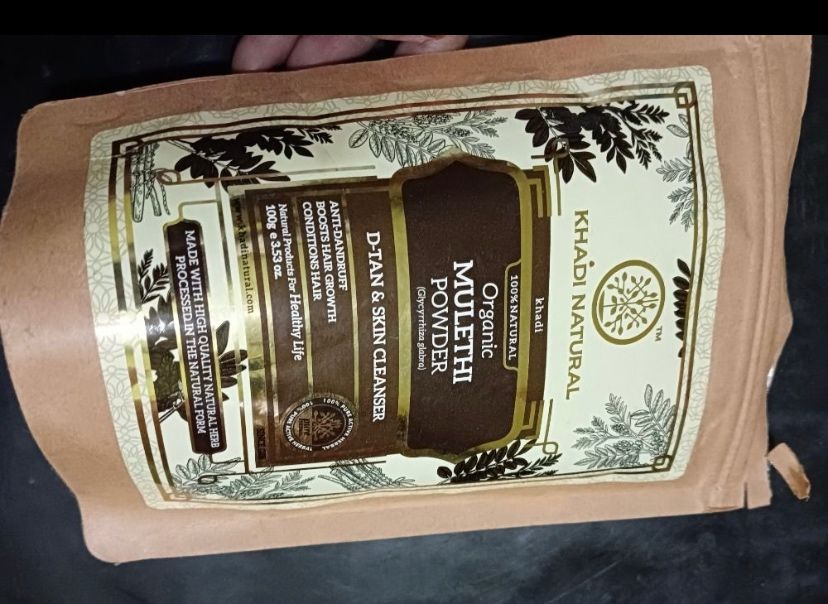 KHADI NATURAL
TM
khadi
100% NATURAL
Organic
MULETHI
POWDER
(Glycyrrhiza glabra)
D-TAN & SKIN CLEANSER
ANTI-DANDRUFF
BOOSTS HAIR GROWTH
CONDITIONS HAIR
Natural Products For Healthy Life
100g e 3.53 oz.
www.khadinatural.com
MADE WITH HIGH QUALITY NATURAL HERB
PROCESSED IN THE NATURAL FORM